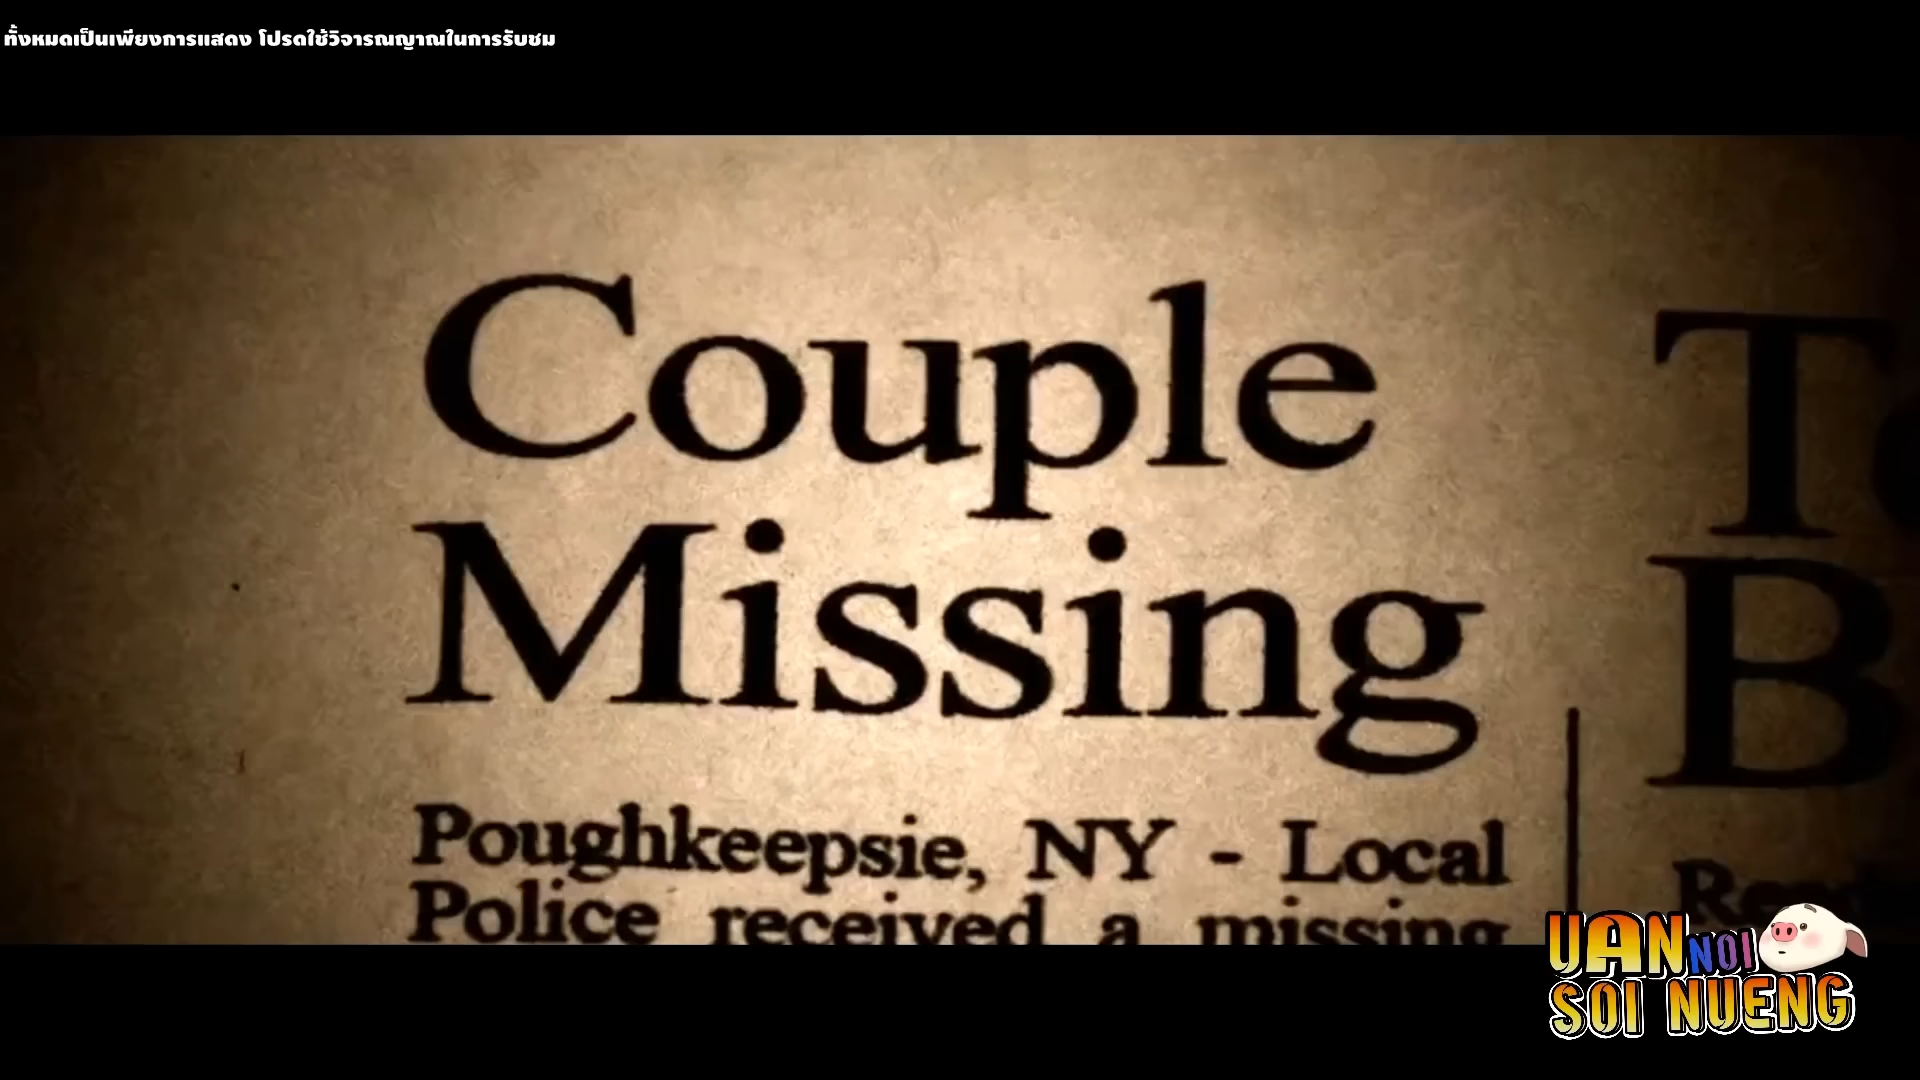 ทั้งหมดเป็นเพียงการแสดง โปรดใช้วิจารณญาณในการรับชม
Couple
Missing
Poughkeepsie, NY - Local
Police received a missing
T
B
UAN NOI
SOI NUENG